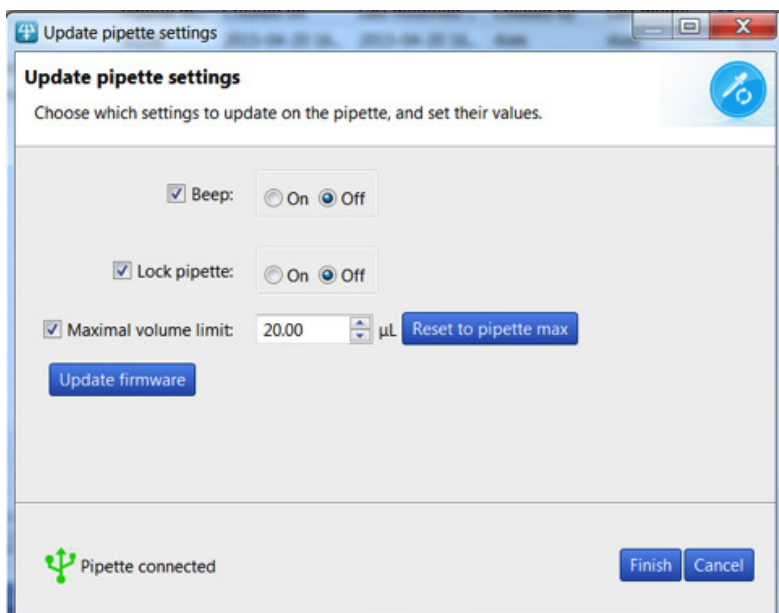 Update pipette settings
Update pipette settings
Choose which settings to update on the pipette, and set their values.
Beep: On Off
Lock pipette: On Off
Maximal volume limit: 20.00 µL Reset to pipette max
Update firmware
Pipette connected
Finish Cancel